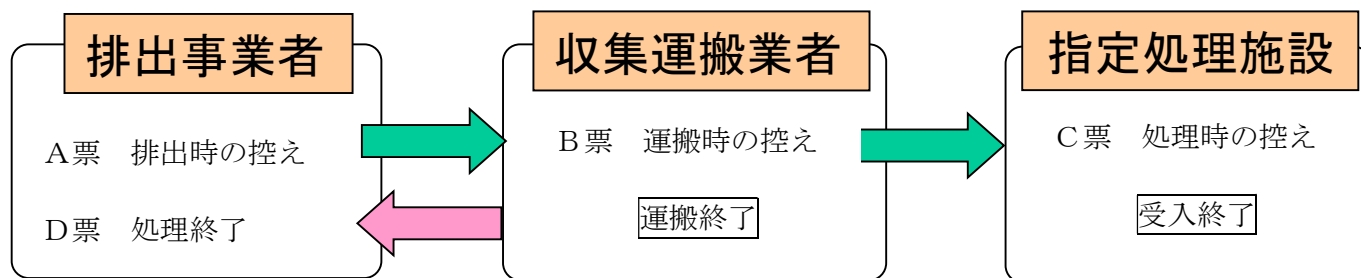 排出事業者
A票　排出時の控え
D票　処理終了
収集運搬業者
B票　運搬時の控え
運搬終了
指定処理施設
C票　処理時の控え
受入終了